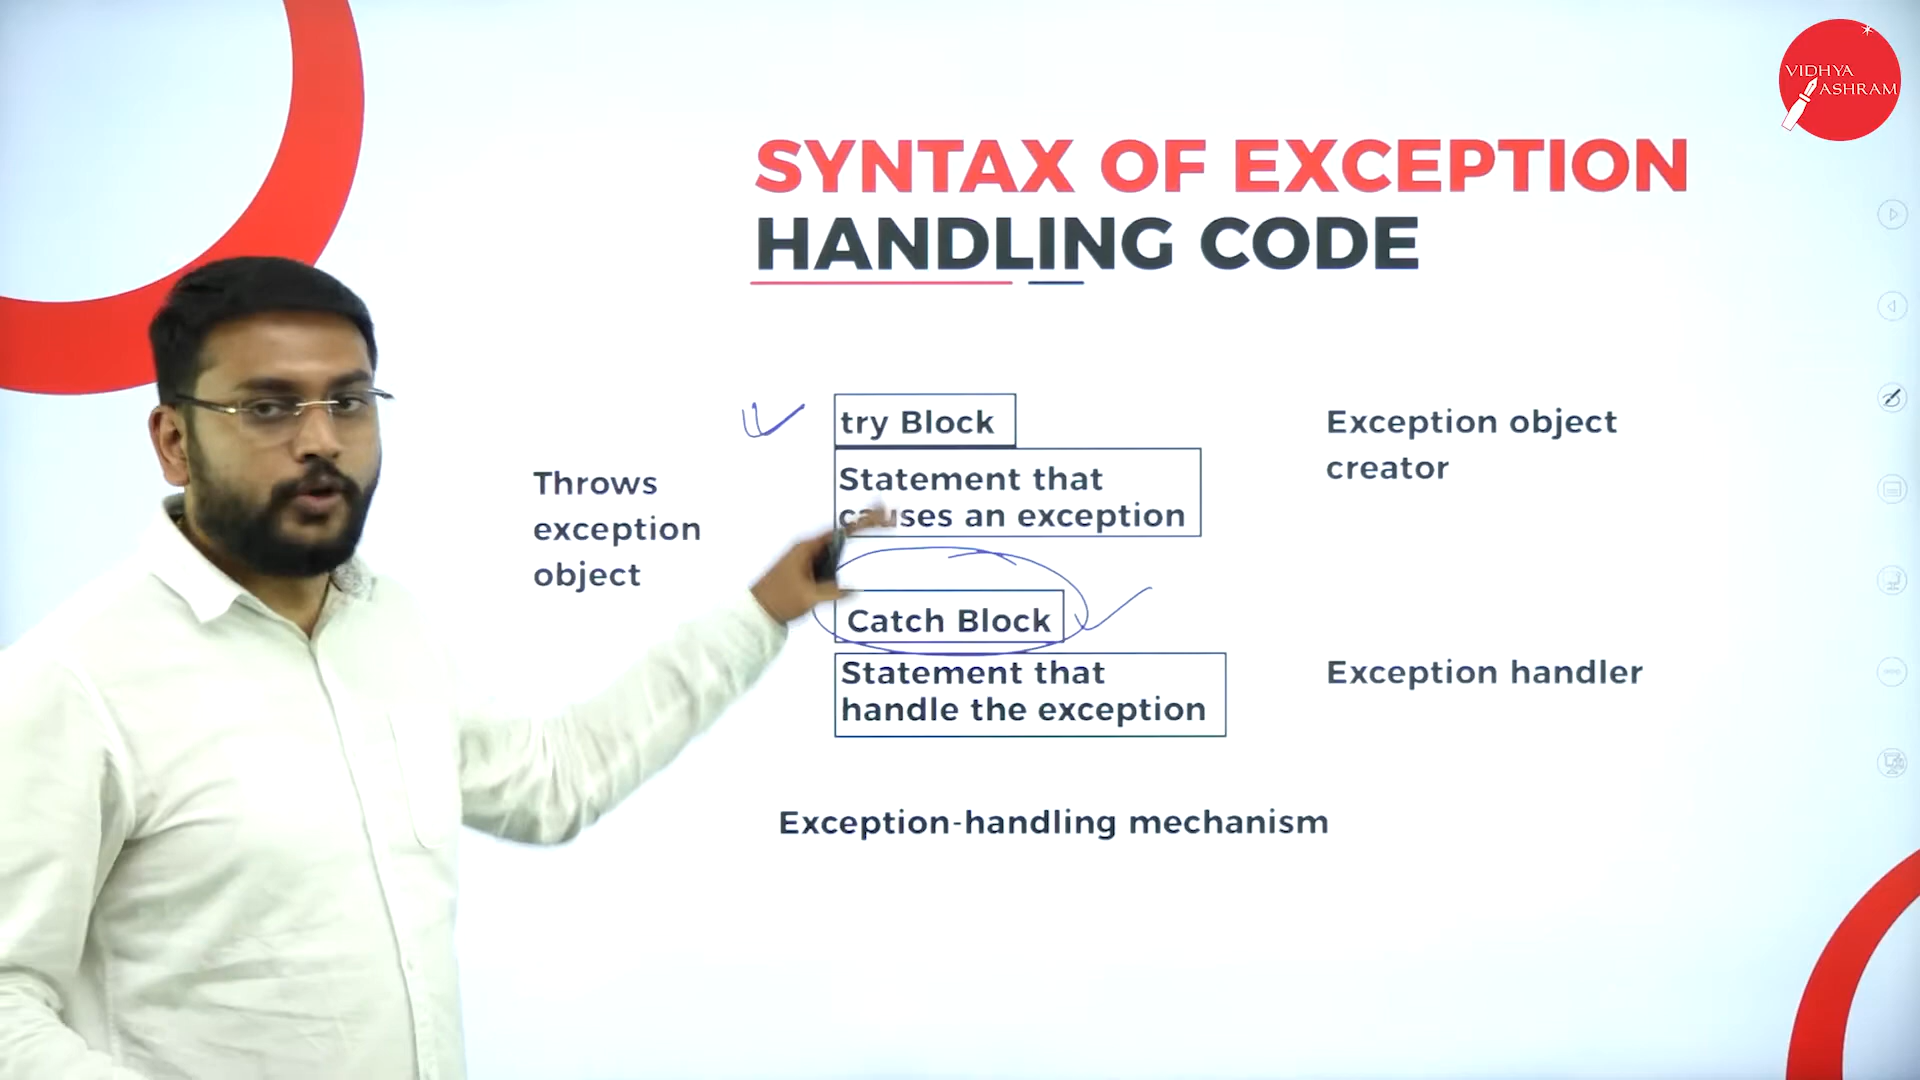 VIDHYA
ASHRAM
SYNTAX OF EXCEPTION
HANDLING CODE
try Block
Exception object
creator
Statement that
causes an exception
Throws
exception
object
Catch Block
Statement that
handle the exception
Exception handler
Exception-handling mechanism